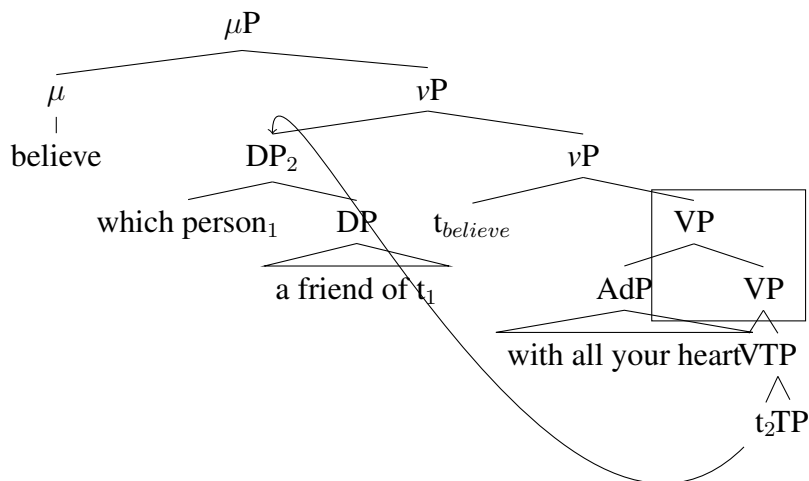 μP
μ vP
believe DP₂ vP
which person₁ DP t_believe VP
a friend of t₁ AdP VP
with all your heart V TP
t₂ TP